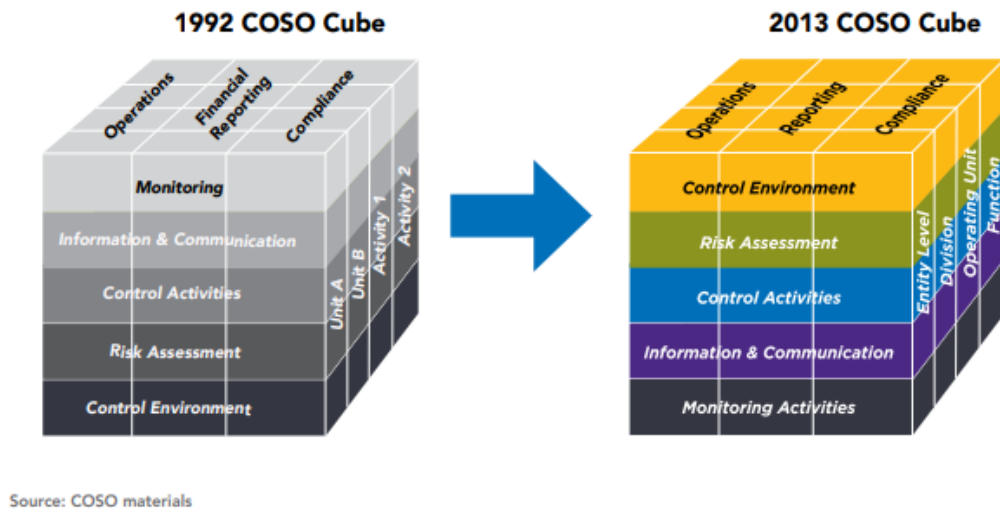 1992 COSO Cube
Operations
Financial
Reporting
Compliance
Monitoring
Information & Communication
Control Activities
Risk Assessment
Control Environment
Unit A
Unit B
Activity 1
Activity 2
2013 COSO Cube
Operations
Reporting
Compliance
Control Environment
Risk Assessment
Control Activities
Information & Communication
Monitoring Activities
Entity Level
Division
Operating Unit
Function
Source: COSO materials